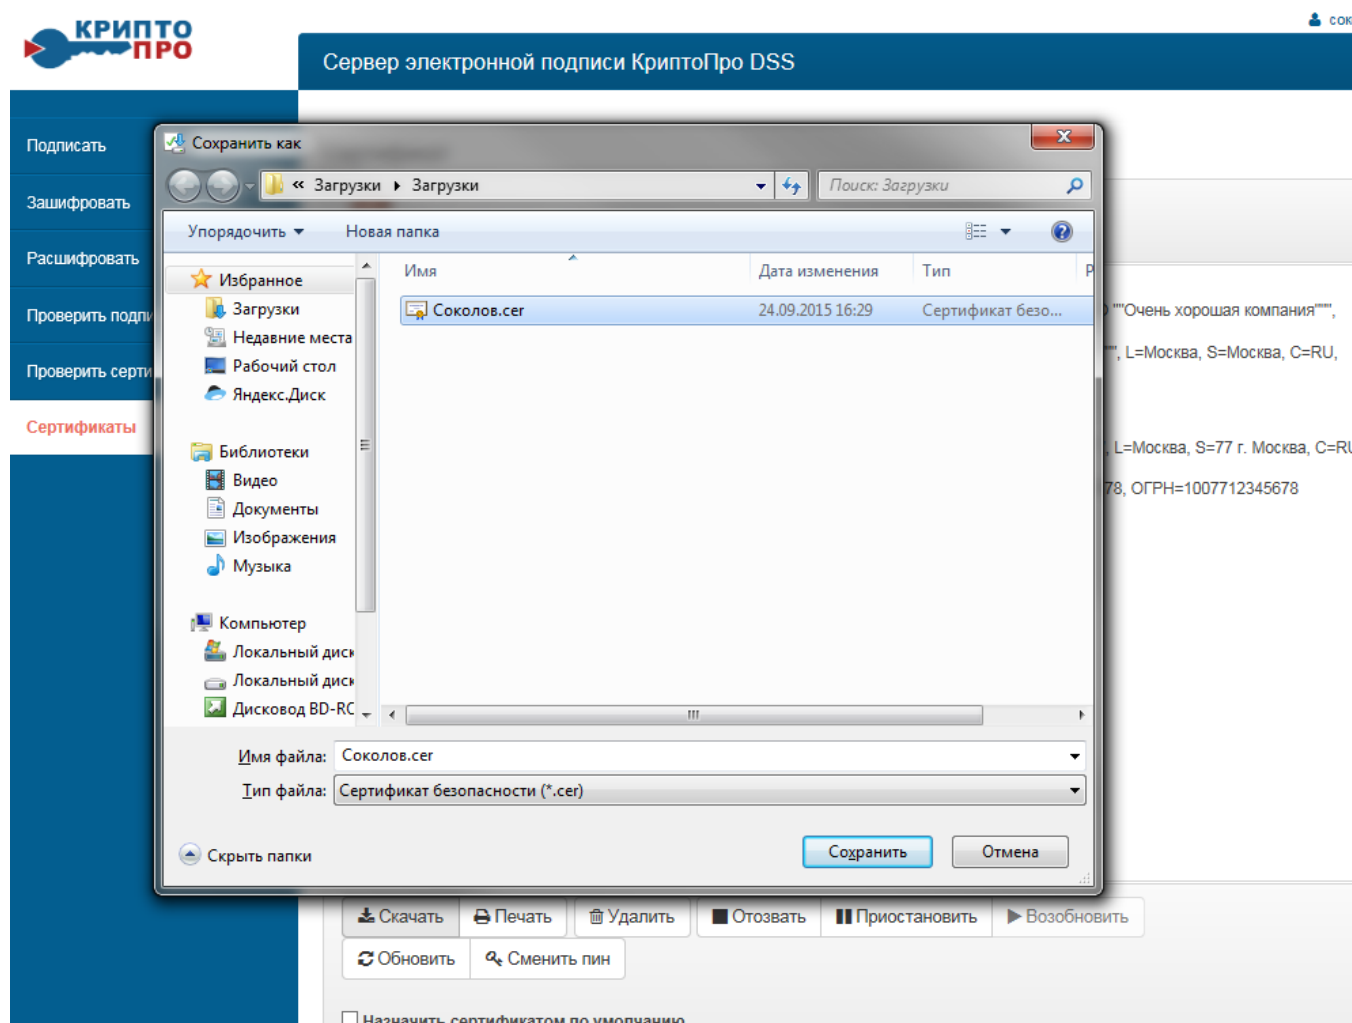 КРИПТО
ПРО
сок
Сервер электронной подписи КриптоПро DSS
Подписать
Зашифровать
Расшифровать
Проверить подпи
Проверить серти
Сертификаты
Сохранить как
« Загрузки ▸ Загрузки
Поиск: Загрузки
Упорядочить ▼ Новая папка
Имя Дата изменения Тип Р
Соколов.cer 24.09.2015 16:29 Сертификат безо...
Избранное
Загрузки
Недавние места
Рабочий стол
Яндекс.Диск
Библиотеки
Видео
Документы
Изображения
Музыка
Компьютер
Локальный диск
Локальный диск
Дисковод BD-RC
""Очень хорошая компания""",
"", L=Москва, S=Москва, C=RU,
, L=Москва, S=77 г. Москва, C=RU
78, ОГРН=1007712345678
Имя файла: Соколов.cer
Тип файла: Сертификат безопасности (*.cer)
Скрыть папки
Сохранить Отмена
Скачать Печать Удалить Отозвать Приостановить Возобновить
Обновить Сменить пин
Назначить сертификатом по умолчанию